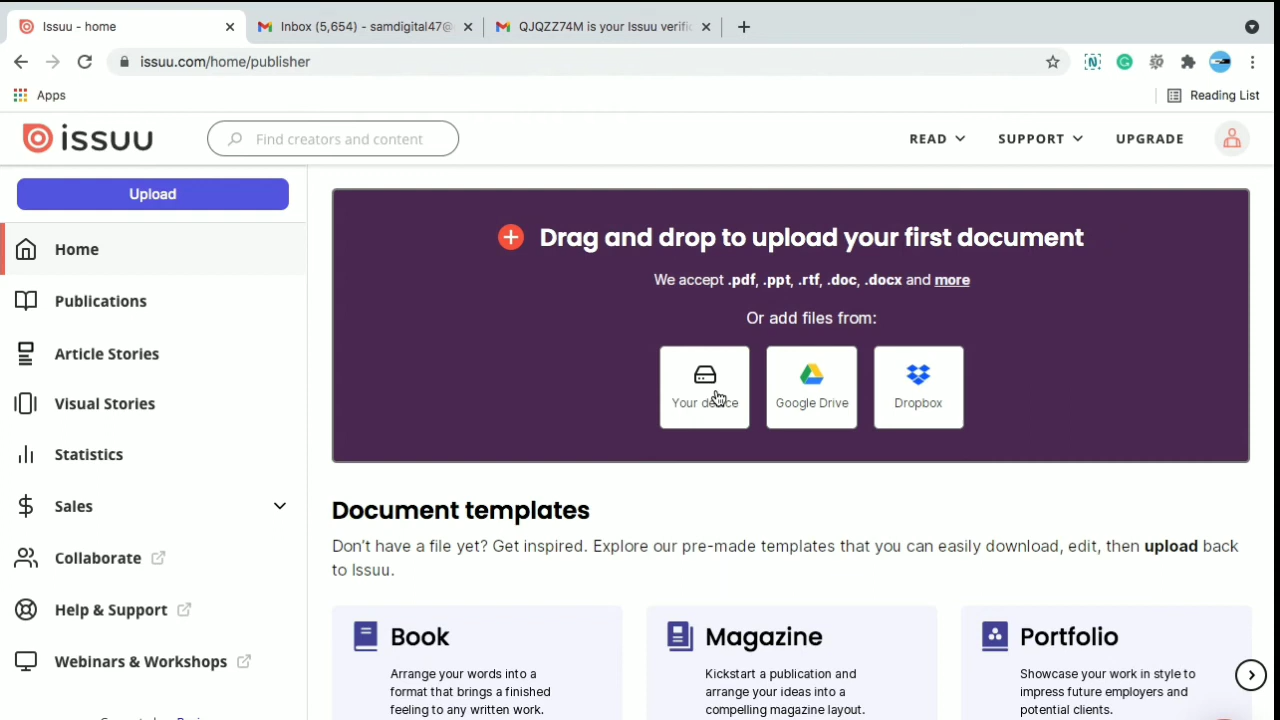 Issuu - home
Inbox (5,654) - samdigital47@
QJQZZ74M is your Issuu verific
issuu.com/home/publisher
Apps
Reading List
issuu
Find creators and content
READ
SUPPORT
UPGRADE
Upload
Home
Publications
Article Stories
Visual Stories
Statistics
Sales
Collaborate
Help & Support
Webinars & Workshops
Drag and drop to upload your first document
We accept .pdf, .ppt, .rtf, .doc, .docx and more
Or add files from:
Your device
Google Drive
Dropbox
Document templates
Don't have a file yet? Get inspired. Explore our pre-made templates that you can easily download, edit, then upload back
to Issuu.
Book
Arrange your words into a
format that brings a finished
feeling to any written work.
Magazine
Kickstart a publication and
arrange your ideas into a
compelling magazine layout.
Portfolio
Showcase your work in style to
impress future employers and
potential clients.